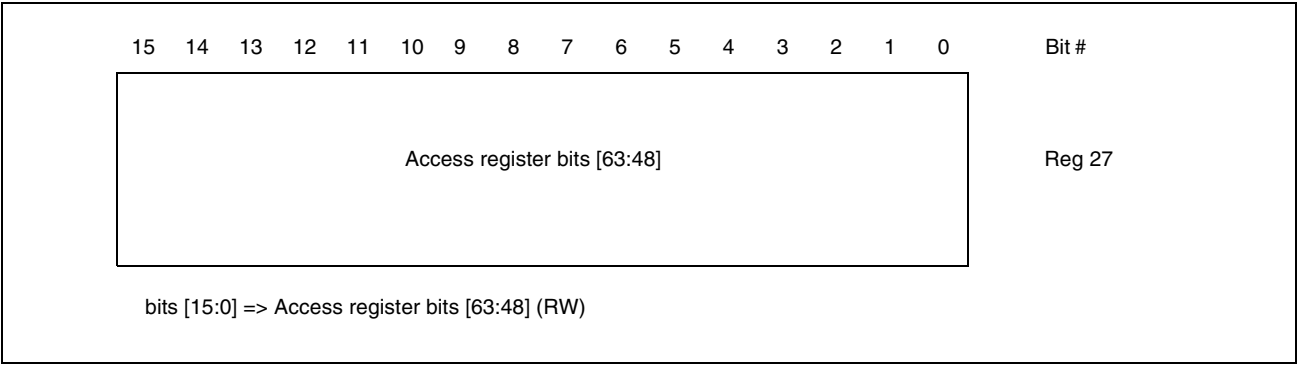 15 14 13 12 11 10 9 8 7 6 5 4 3 2 1 0 Bit #
Access register bits [63:48] Reg 27
bits [15:0] => Access register bits [63:48] (RW)